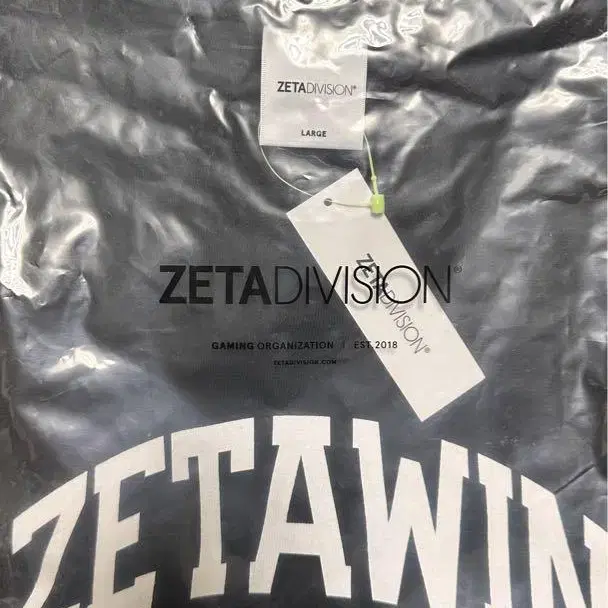 ZETADIVISION®
LARGE
ZETADIVISION®
ZETADIVISION®
GAMING ORGANIZATION | EST.2018
ZETADIVISION.COM
ZETAWIN